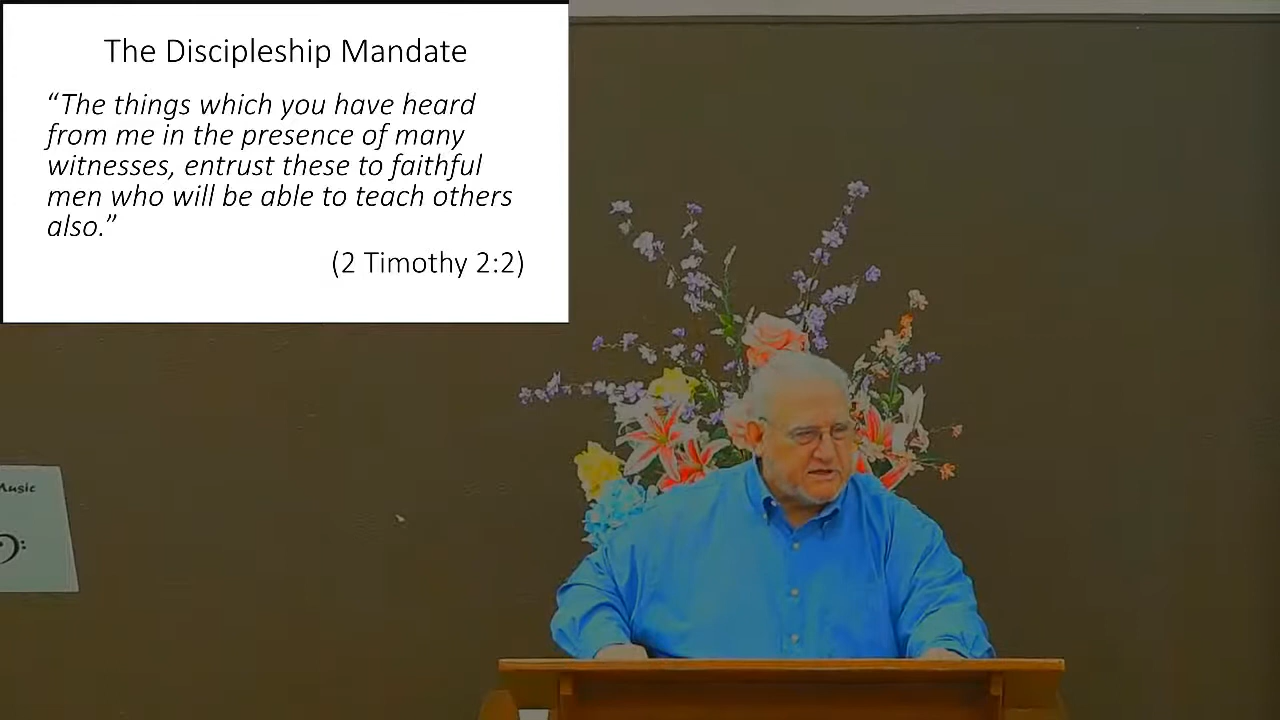 The Discipleship Mandate
“The things which you have heard
from me in the presence of many
witnesses, entrust these to faithful
men who will be able to teach others
also.”
(2 Timothy 2:2)
Music